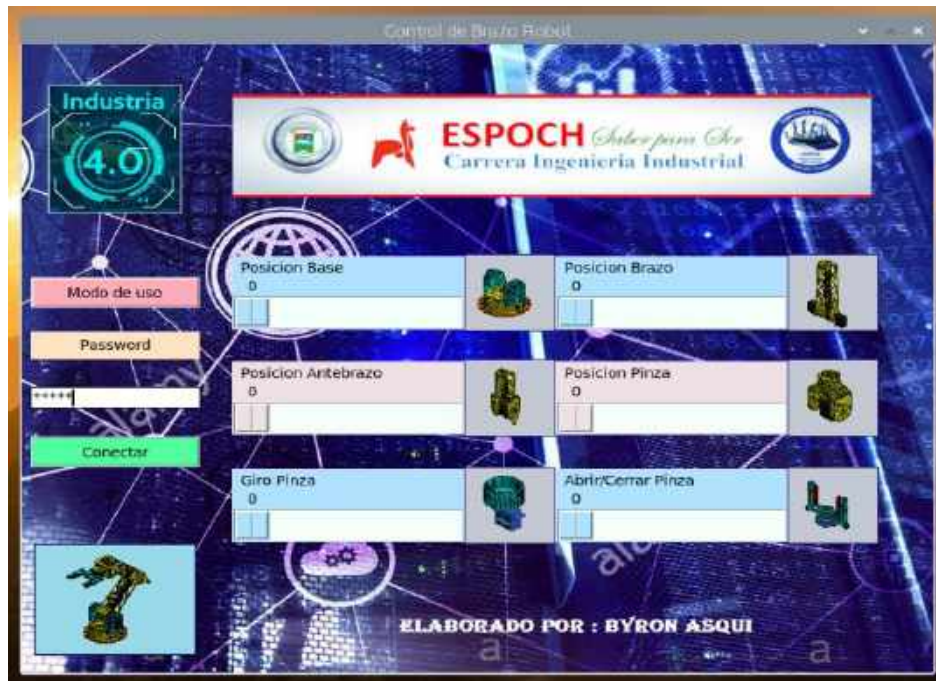 Control de Brazo Robot
Industria
4.0
ESPOCH Saber para Ser
Carrera Ingeniería Industrial
Posicion Base
0
Posicion Brazo
0
Modo de uso
Password
Posicion Antebrazo
0
Posicion Pinza
0
*****
Conectar
Giro Pinza
0
Abrir/Cerrar Pinza
0
ELABORADO POR : BYRON ASQUI
a
a